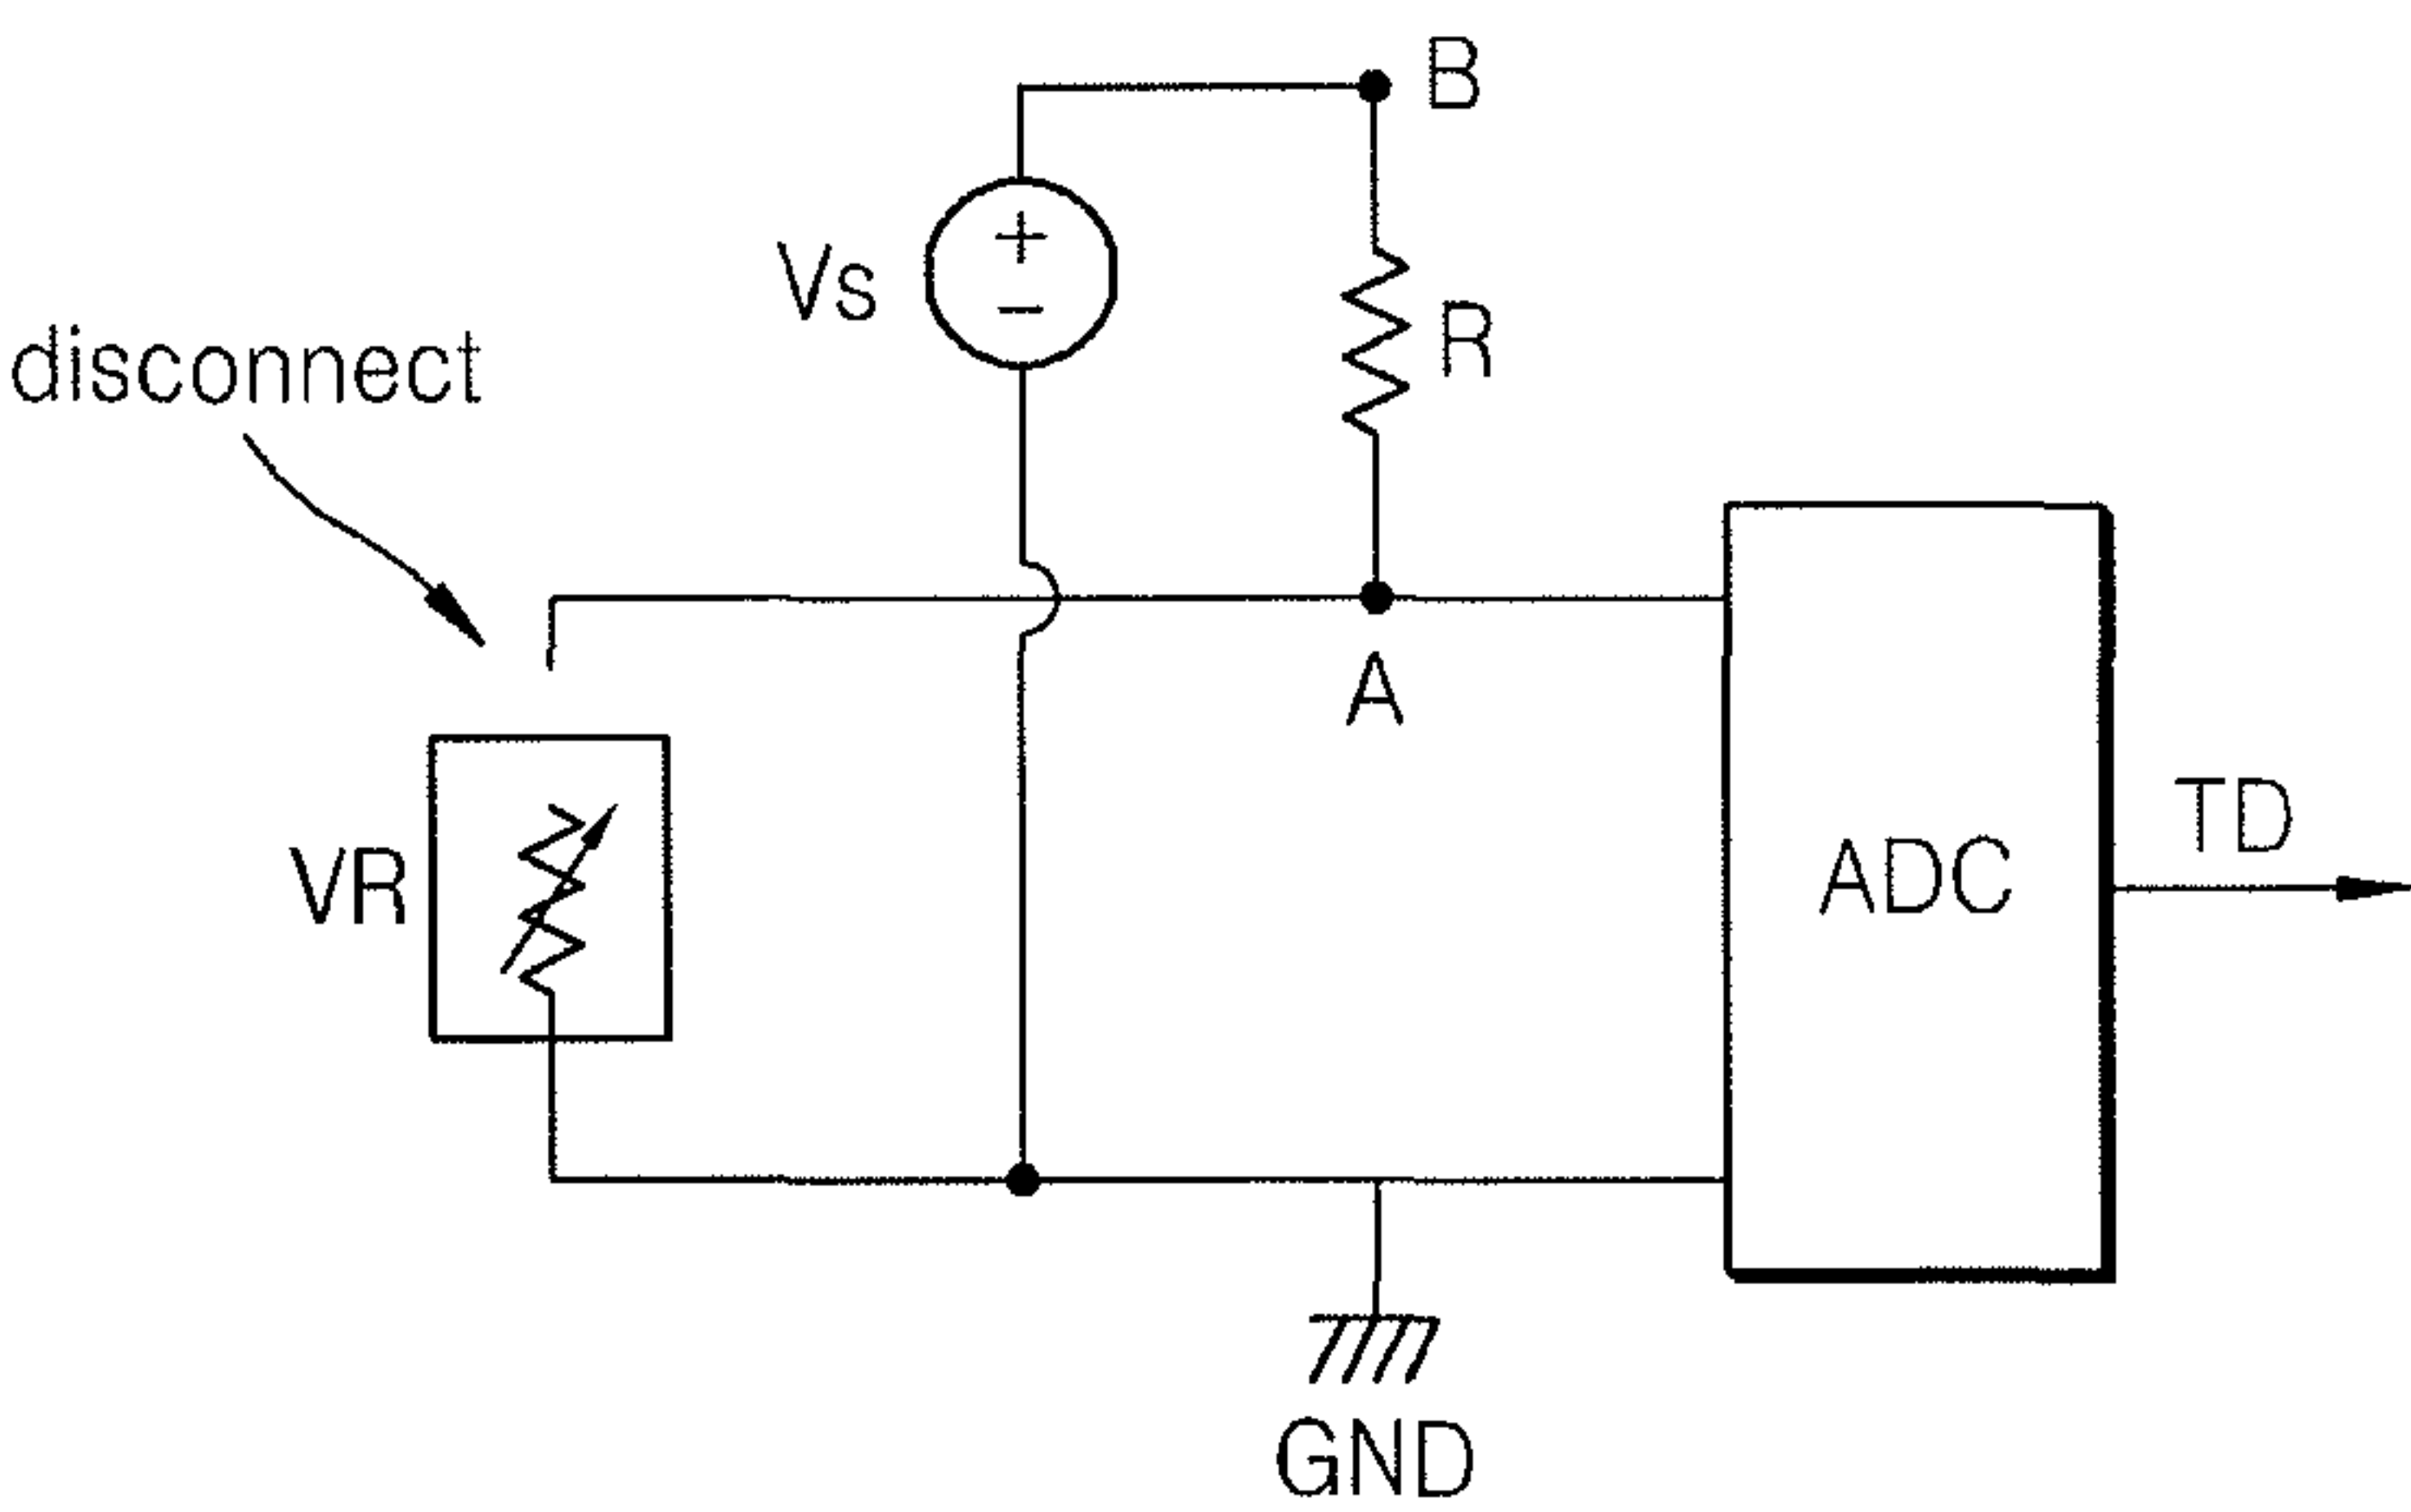 B
Vs
+
−
R
disconnect
A
VR
ADC
TD
GND